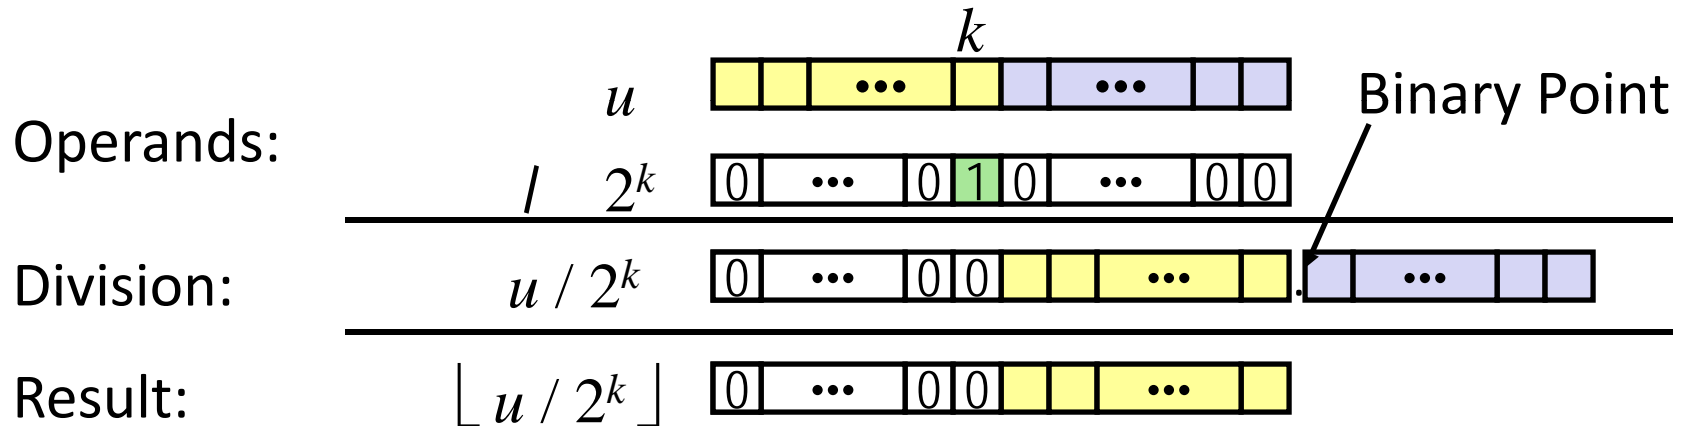 k
u ••• •••
Binary Point
Operands:
/ 2^k 0 ••• 0 1 0 ••• 0 0
Division: u / 2^k 0 ••• 0 0 ••• . •••
Result: ⌊ u / 2^k ⌋ 0 ••• 0 0 •••